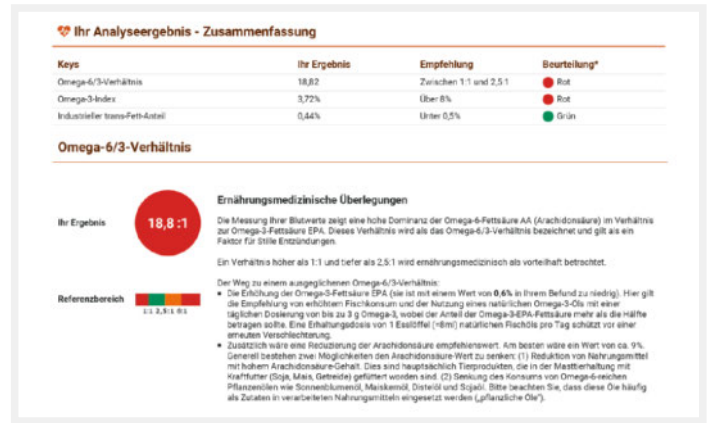 Ihr Analyseergebnis - Zusammenfassung
Keys Ihr Ergebnis Empfehlung Beurteilung*
Omega-6/3-Verhältnis 18,82 Zwischen 1:1 und 2,5:1 Rot
Omega-3-Index 3,72% Über 8% Rot
Industrieller trans-Fett-Anteil 0,44% Unter 0,5% Grün
Omega-6/3-Verhältnis
Ihr Ergebnis
18,8 :1
Referenzbereich
1:1 2,5:1 8:1
Ernährungsmedizinische Überlegungen
Die Messung Ihrer Blutwerte zeigt eine hohe Dominanz der Omega-6-Fettsäure AA (Arachidonsäure) im Verhältnis
zur Omega-3-Fettsäure EPA. Dieses Verhältnis wird als das Omega-6/3-Verhältnis bezeichnet und gilt als ein
Faktor für Stille Entzündungen.
Ein Verhältnis höher als 1:1 und tiefer als 2,5:1 wird ernährungsmedizinisch als vorteilhaft betrachtet.
Der Weg zu einem ausgeglichenen Omega-6/3-Verhältnis:
• Die Erhöhung der Omega-3-Fettsäure EPA (sie ist mit einem Wert von 0,6% in Ihrem Befund zu niedrig). Hier gilt
die Empfehlung von erhöhtem Fischkonsum und der Nutzung eines natürlichen Omega-3-Öls mit einer
täglichen Dosierung von bis zu 3 g Omega-3, wobei der Anteil der Omega-3-EPA-Fettsäure mehr als die Hälfte
betragen sollte. Eine Erhaltungsdosis von 1 Esslöffel (=8ml) natürlichen Fischöls pro Tag schützt vor einer
erneuten Verschlechterung.
• Zusätzlich wäre eine Reduzierung der Arachidonsäure empfehlenswert. Am besten wäre ein Wert von ca. 9%.
Generell bestehen zwei Möglichkeiten den Arachidonsäure-Wert zu senken: (1) Reduktion von Nahrungsmittel
mit hohem Arachidonsäure-Gehalt. Dies sind hauptsächlich Tierprodukte, die in der Masttierhaltung mit
Kraftfutter (Soja, Mais, Getreide) gefüttert worden sind. (2) Senkung des Konsums von Omega-6-reichen
Pflanzenölen wie Sonnenblumenöl, Maiskernöl, Distelöl und Sojaöl. Bitte beachten Sie, dass diese Öle häufig
als Zutaten in verarbeiteten Nahrungsmitteln eingesetzt werden („pflanzliche Öle").